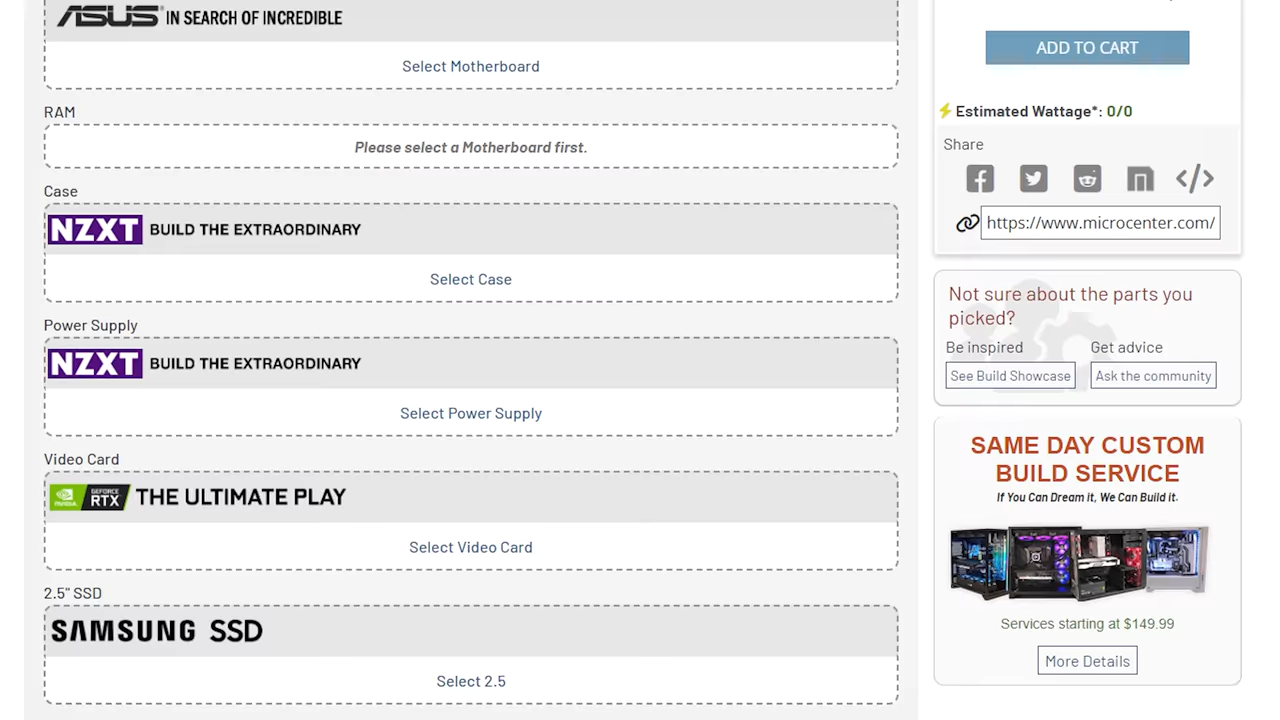 ASUS IN SEARCH OF INCREDIBLE
Select Motherboard
RAM
Please select a Motherboard first.
Case
NZXT BUILD THE EXTRAORDINARY
Select Case
Power Supply
NZXT BUILD THE EXTRAORDINARY
Select Power Supply
Video Card
NVIDIA GEFORCE RTX THE ULTIMATE PLAY
Select Video Card
2.5" SSD
SAMSUNG SSD
Select 2.5
ADD TO CART
Estimated Wattage*: 0/0
Share
https://www.microcenter.com/
Not sure about the parts you
picked?
Be inspired
Get advice
See Build Showcase
Ask the community
SAME DAY CUSTOM
BUILD SERVICE
If You Can Dream it, We Can Build it.
Services starting at $149.99
More Details